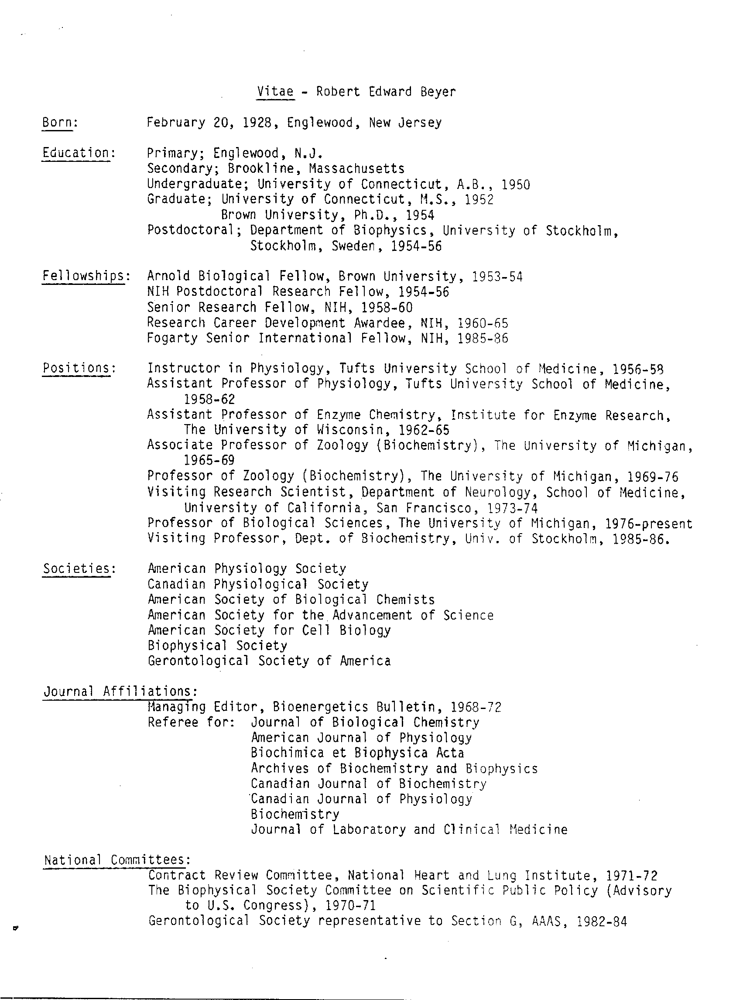 Vitae - Robert Edward Beyer
Born: February 20, 1928, Englewood, New Jersey
Education: Primary; Englewood, N.J.
Secondary; Brookline, Massachusetts
Undergraduate; University of Connecticut, A.B., 1950
Graduate; University of Connecticut, M.S., 1952
Brown University, Ph.D., 1954
Postdoctoral; Department of Biophysics, University of Stockholm,
Stockholm, Sweden, 1954-56
Fellowships: Arnold Biological Fellow, Brown University, 1953-54
NIH Postdoctoral Research Fellow, 1954-56
Senior Research Fellow, NIH, 1958-60
Research Career Development Awardee, NIH, 1960-65
Fogarty Senior International Fellow, NIH, 1985-86
Positions: Instructor in Physiology, Tufts University School of Medicine, 1956-58
Assistant Professor of Physiology, Tufts University School of Medicine,
1958-62
Assistant Professor of Enzyme Chemistry, Institute for Enzyme Research,
The University of Wisconsin, 1962-65
Associate Professor of Zoology (Biochemistry), The University of Michigan,
1965-69
Professor of Zoology (Biochemistry), The University of Michigan, 1969-76
Visiting Research Scientist, Department of Neurology, School of Medicine,
University of California, San Francisco, 1973-74
Professor of Biological Sciences, The University of Michigan, 1976-present
Visiting Professor, Dept. of Biochemistry, Univ. of Stockholm, 1985-86.
Societies: American Physiology Society
Canadian Physiological Society
American Society of Biological Chemists
American Society for the Advancement of Science
American Society for Cell Biology
Biophysical Society
Gerontological Society of America
Journal Affiliations:
Managing Editor, Bioenergetics Bulletin, 1968-72
Referee for: Journal of Biological Chemistry
American Journal of Physiology
Biochimica et Biophysica Acta
Archives of Biochemistry and Biophysics
Canadian Journal of Biochemistry
Canadian Journal of Physiology
Biochemistry
Journal of Laboratory and Clinical Medicine
National Committees:
Contract Review Committee, National Heart and Lung Institute, 1971-72
The Biophysical Society Committee on Scientific Public Policy (Advisory
to U.S. Congress), 1970-71
Gerontological Society representative to Section G, AAAS, 1982-84